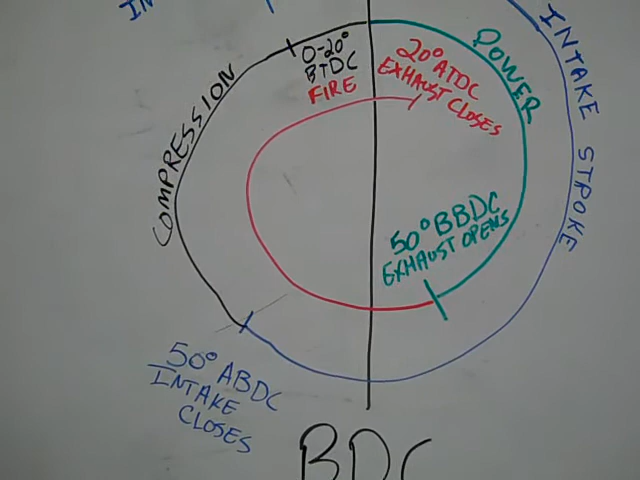 0-20°
BTDC
FIRE
20° ATDC
EXHAUST CLOSES
POWER
INTAKE STROKE
COMPRESSION
50° BBDC
EXHAUST OPENS
50° ABDC
INTAKE
CLOSES
BDC